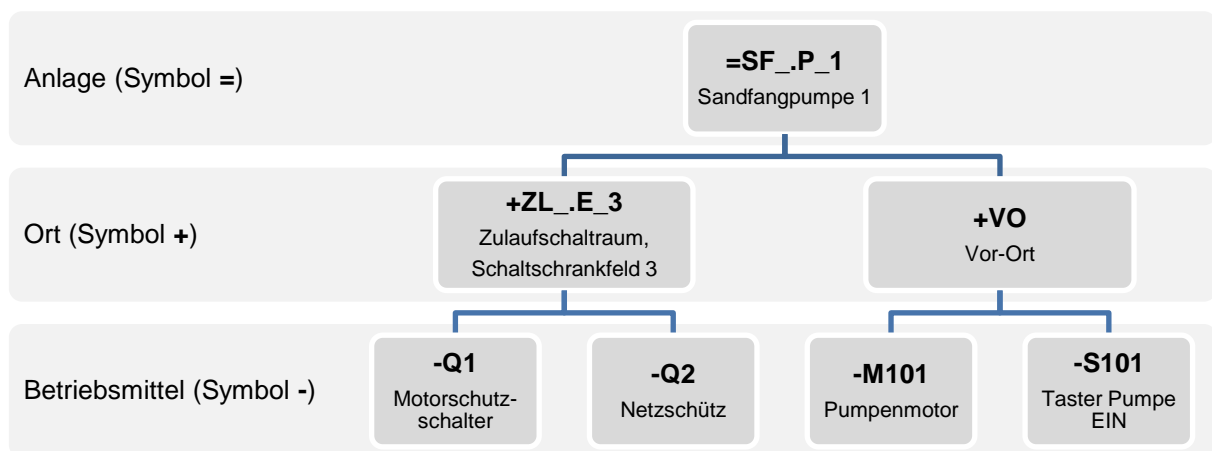 Anlage (Symbol =)
=SF_.P_1
Sandfangpumpe 1
Ort (Symbol +)
+ZL_.E_3
Zulaufschaltraum,
Schaltschrankfeld 3
+VO
Vor-Ort
Betriebsmittel (Symbol -)
-Q1
Motorschutz-
schalter
-Q2
Netzschütz
-M101
Pumpenmotor
-S101
Taster Pumpe
EIN